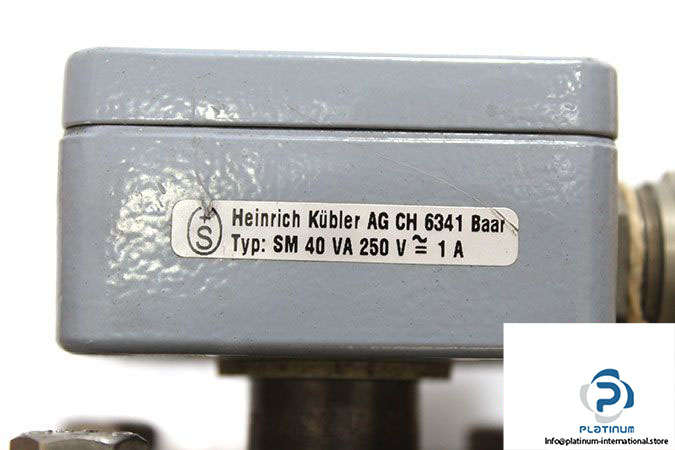 S
Heinrich Kübler AG CH 6341 Baar
Typ: SM 40 VA 250 V ≅ 1 A
P
PLATINUM
Info@platinum-international.store